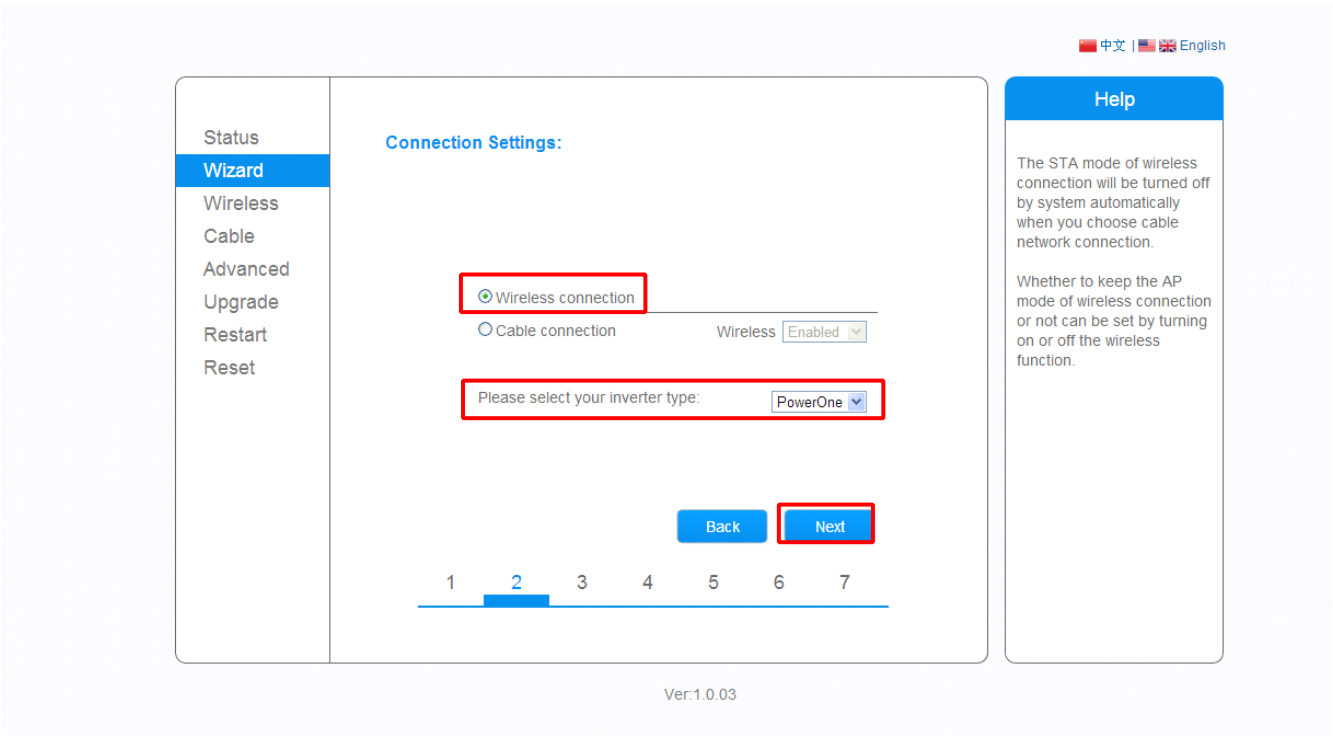 中文 | English
Help
Status
Wizard
Wireless
Cable
Advanced
Upgrade
Restart
Reset
Connection Settings:
Wireless connection
Cable connection
Wireless Enabled
Please select your inverter type: PowerOne
Back Next
1 2 3 4 5 6 7
The STA mode of wireless
connection will be turned off
by system automatically
when you choose cable
network connection.
Whether to keep the AP
mode of wireless connection
or not can be set by turning
on or off the wireless
function.
Ver:1.0.03